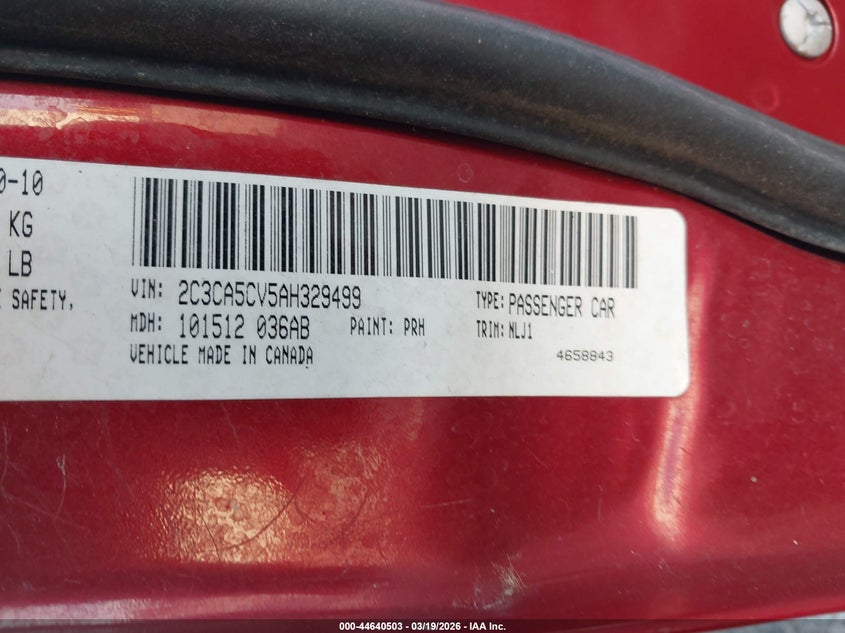 0-10
KG
LB
E SAFETY,
VIN: 2C3CA5CV5AH329499
TYPE: PASSENGER CAR
MDH: 101512 036AB
PAINT: PRH
TRIM: NLJ1
VEHICLE MADE IN CANADA
4658843
000-44640503 — 03/19/2026 — IAA Inc.